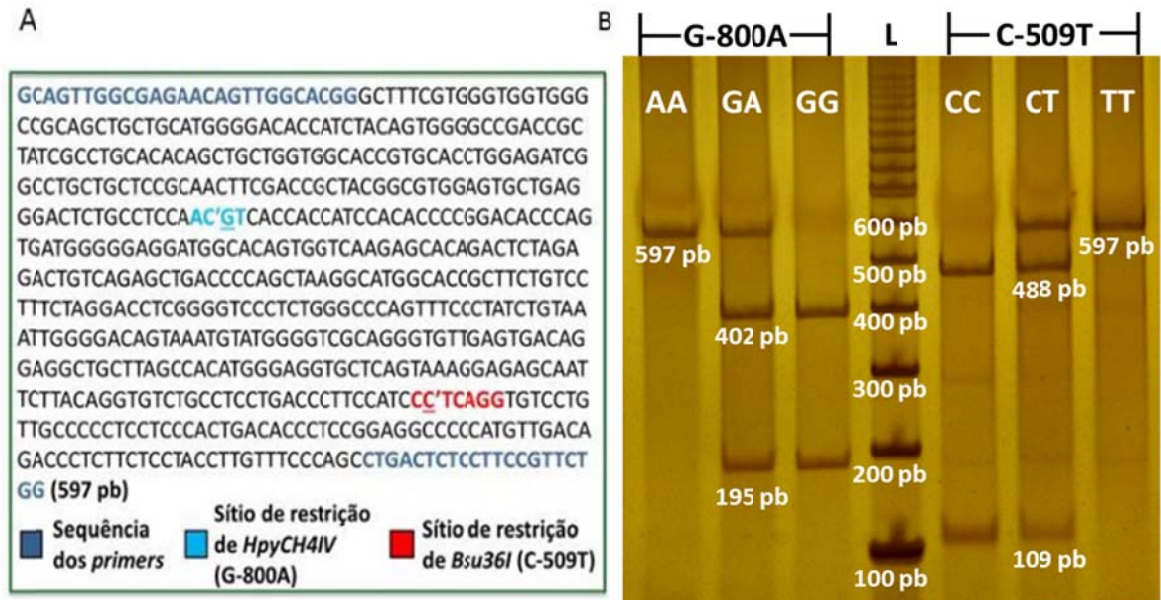 A
GCAGTTGGCGAGAACAGTTGGCACGGGCTTTCGTGGGTGGTGGG
CCGCAGCTGCTGCATGGGGACACCATCTACAGTGGGGCCGACCGC
TATCGCCTGCACACAGCTGCTGGTGGCACCGTGCACCTGGAGATCG
GCCTGCTGCTCCGCAACTTCGACCGCTACGGCGTGGAGTGCTGAG
GGACTCTGCCTCCAAC'GTCACCACCATCCACACCCCGGACACCCAG
TGATGGGGGAGGATGGCACAGTGGTCAAGAGCACAGACTCTAGA
GACTGTCAGAGCTGACCCCAGCTAAGGCATGGCACCGCTTCTGTCC
TTTCTAGGACCTCGGGGTCCCTCTGGGCCCAGTTTCCCTATCTGTAA
ATTGGGGACAGTAAATGTATGGGGTCGCAGGGTGTTGAGTGACAG
GAGGCTGCTTAGCCACATGGGAGGTGCTCAGTAAAGGAGAGCAAT
TCTTACAGGTGTCTGCCTCCTGACCCTTCCATCCC'TCAGGTGTCCTG
TTGCCCCCTCCTCCCACTGACACCCTCCGGAGGCCCCCATGTTGACA
GACCCTCTTCTCCTACCTTGTTTCCCAGCCTGACTCTCCTTCCGTTCT
GG (597 pb)
Sequência dos primers
Sítio de restrição de HpyCH4IV (G-800A)
Sítio de restrição de Bsu36I (C-509T)
B
G-800A L C-509T
AA GA GG CC CT TT
600 pb
597 pb
597 pb
500 pb
488 pb
402 pb
400 pb
300 pb
200 pb
195 pb
109 pb
100 pb